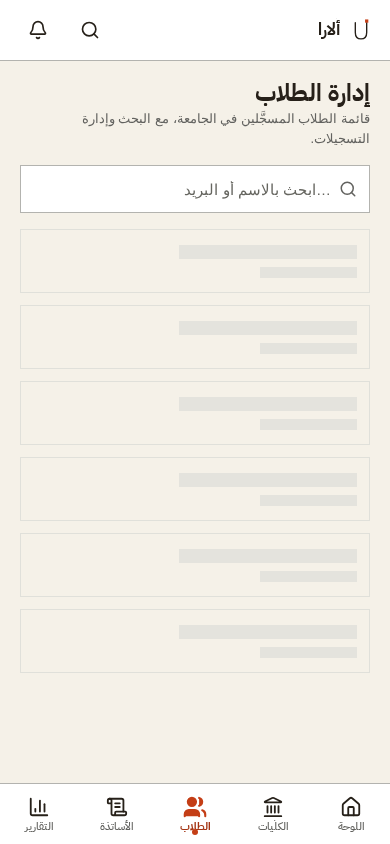 ألارا
إدارة الطلاب
قائمة الطلاب المسجَّلين في الجامعة، مع البحث وإدارة
التسجيلات.
ابحث بالاسم أو البريد...
اللوحة
الكليات
الطلاب
الأساتذة
التقارير